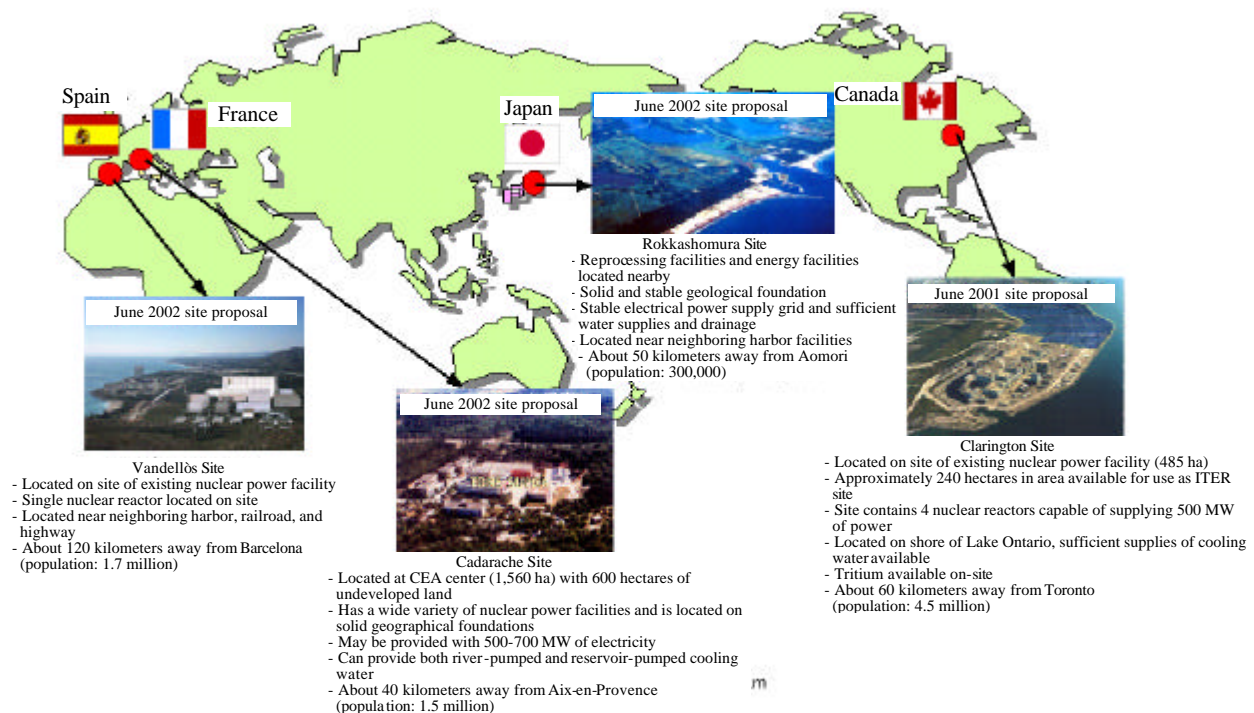 Spain
France
Japan
Canada
June 2002 site proposal
Rokkashomura Site
- Reprocessing facilities and energy facilities
located nearby
- Solid and stable geological foundation
- Stable electrical power supply grid and sufficient
water supplies and drainage
- Located near neighboring harbor facilities
- About 50 kilometers away from Aomori
(population: 300,000)
June 2002 site proposal
Vandellòs Site
- Located on site of existing nuclear power facility
- Single nuclear reactor located on site
- Located near neighboring harbor, railroad, and
highway
- About 120 kilometers away from Barcelona
(population: 1.7 million)
June 2002 site proposal
Cadarache Site
- Located at CEA center (1,560 ha) with 600 hectares of
undeveloped land
- Has a wide variety of nuclear power facilities and is located on
solid geographical foundations
- May be provided with 500-700 MW of electricity
- Can provide both river-pumped and reservoir-pumped cooling
water
- About 40 kilometers away from Aix-en-Provence
(population: 1.5 million)
June 2001 site proposal
Clarington Site
- Located on site of existing nuclear power facility (485 ha)
- Approximately 240 hectares in area available for use as ITER
site
- Site contains 4 nuclear reactors capable of supplying 500 MW
of power
- Located on shore of Lake Ontario, sufficient supplies of cooling
water available
- Tritium available on-site
- About 60 kilometers away from Toronto
(population: 4.5 million)
m